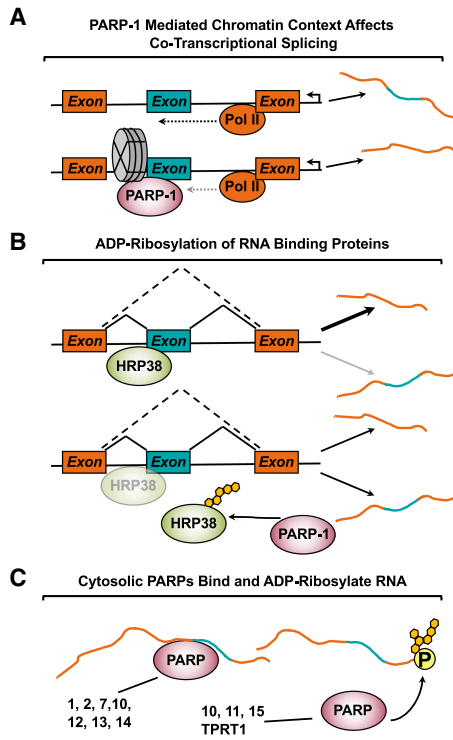 A
PARP-1 Mediated Chromatin Context Affects
Co-Transcriptional Splicing
Exon Exon Exon
Pol II
Exon Exon Exon
Pol II
PARP-1
B
ADP-Ribosylation of RNA Binding Proteins
Exon Exon Exon
HRP38
Exon Exon Exon
HRP38
HRP38
PARP-1
C
Cytosolic PARPs Bind and ADP-Ribosylate RNA
PARP
P
1, 2, 7,10,
12, 13, 14
10, 11, 15
TPRT1
PARP